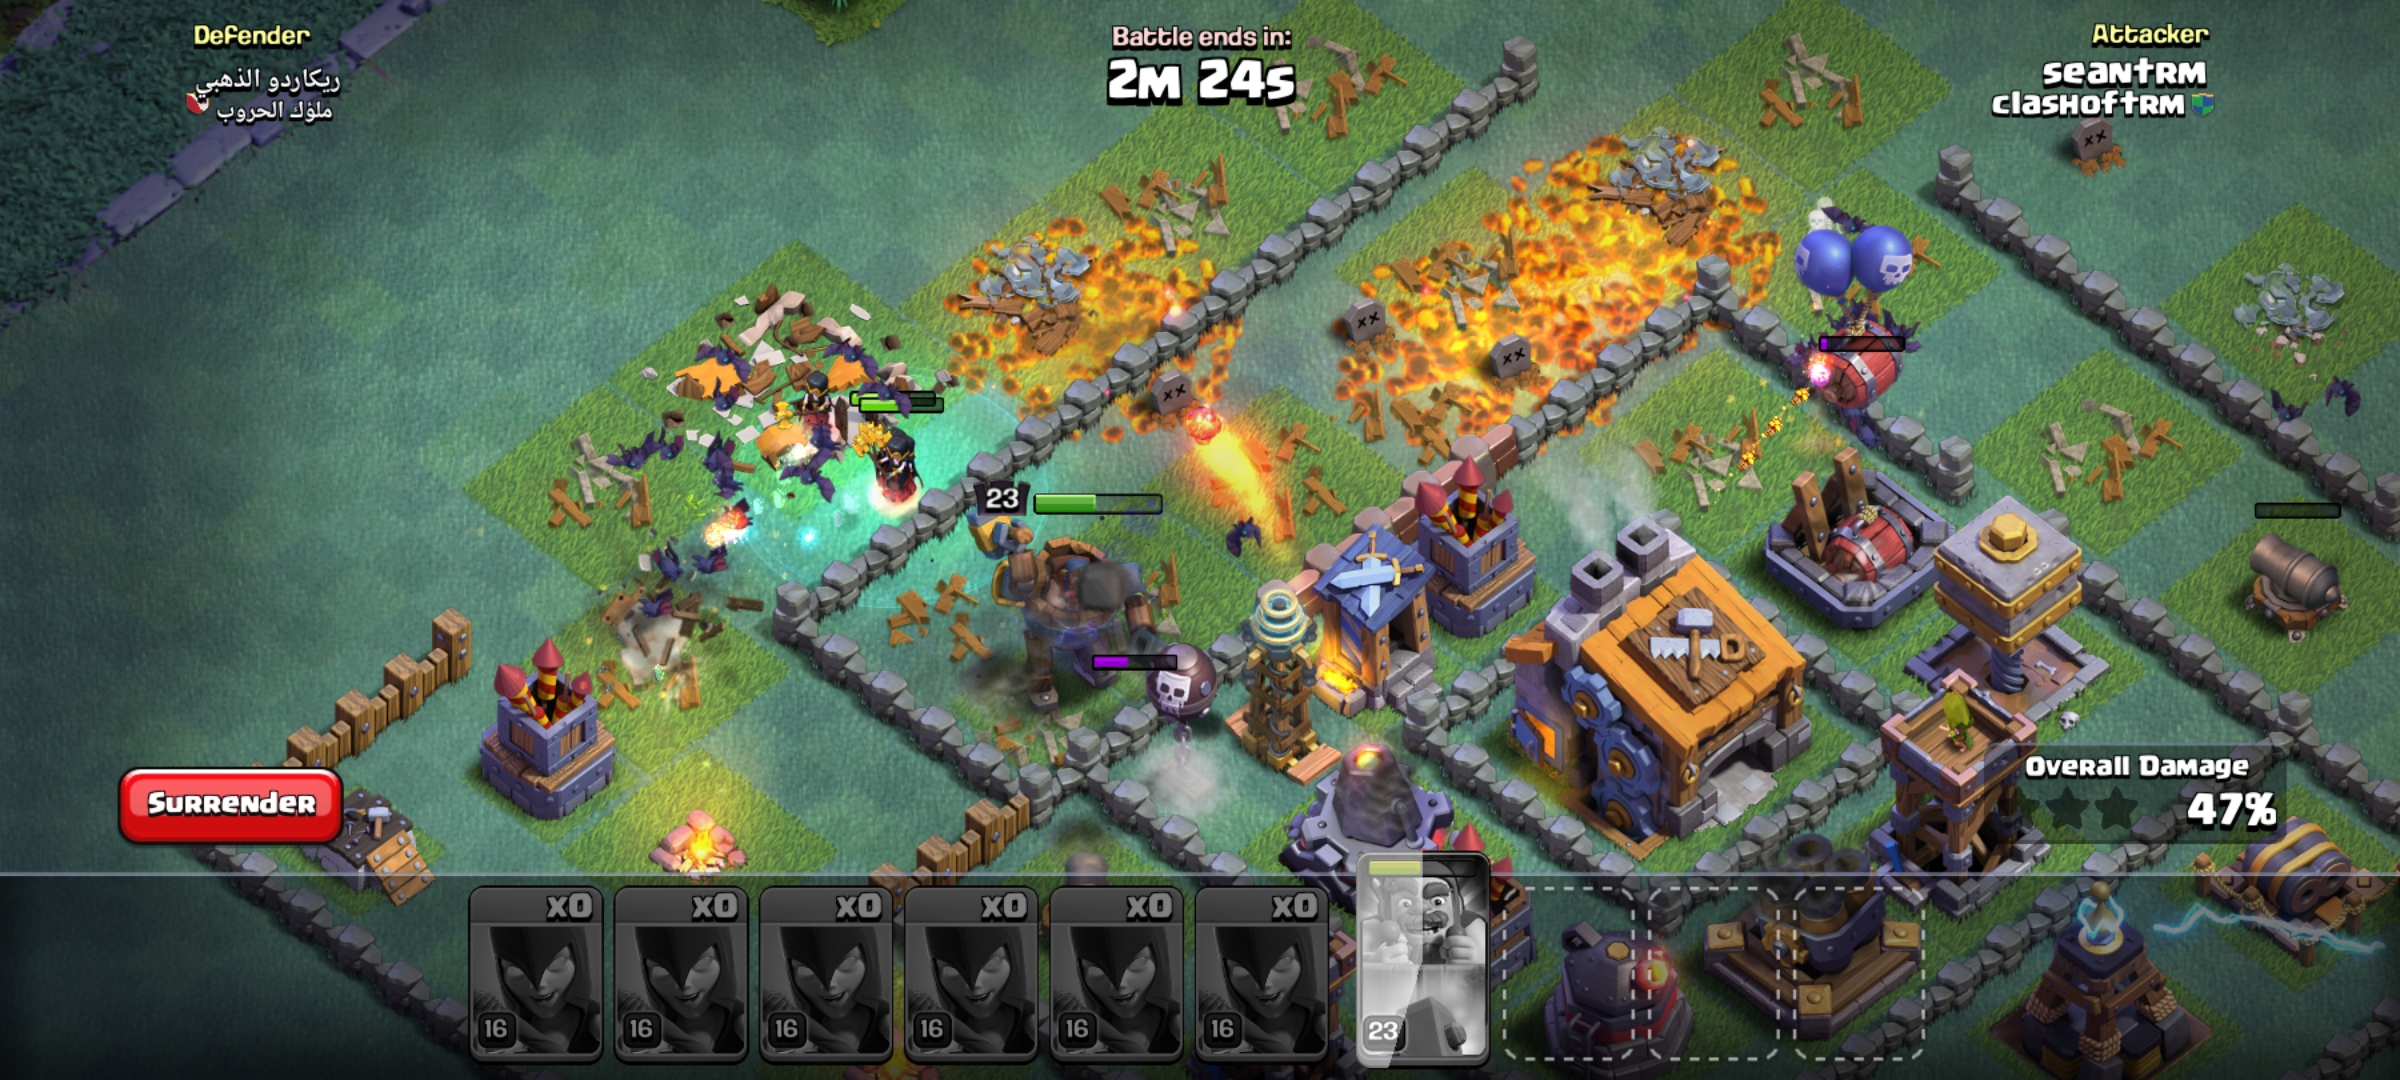 Defender
ريكاردو الذهبي
ملوك الحروب
Battle ends in:
2m 24s
Attacker
seantrm
clashoftrm
23
Surrender
Overall Damage
47%
x0
x0
x0
x0
x0
x0
16
16
16
16
16
16
23